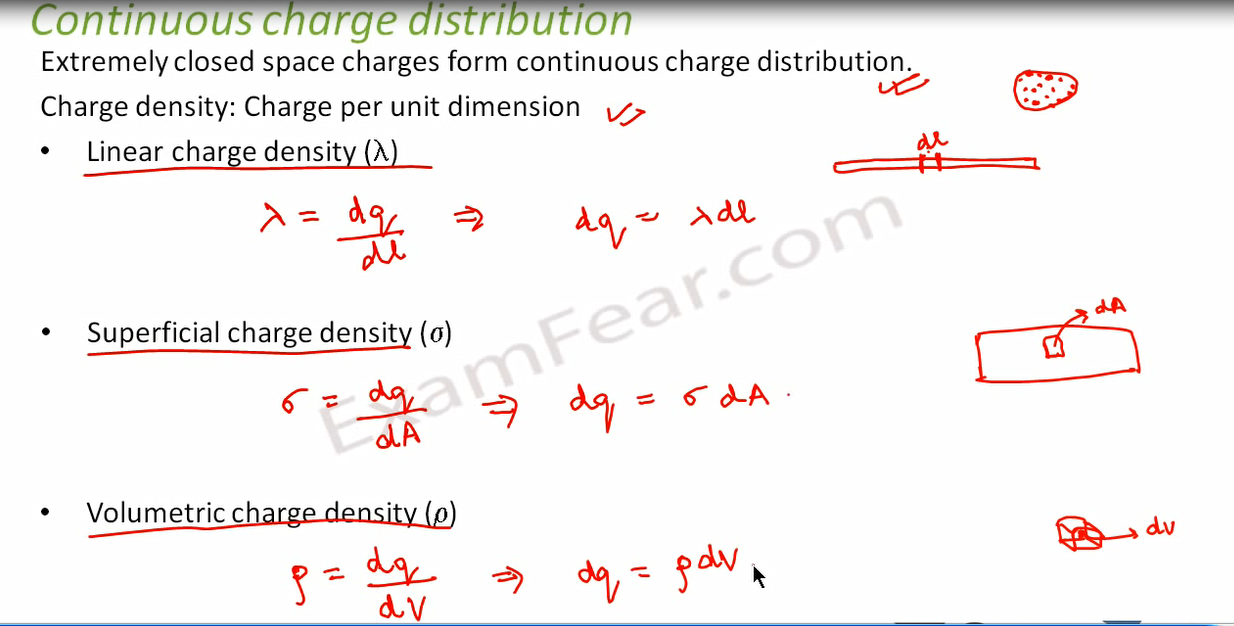 Continuous charge distribution
Extremely closed space charges form continuous charge distribution.
Charge density: Charge per unit dimension
• Linear charge density (λ)
dl
λ = dq/dl ⇒ dq = λdl
ExamFear.com
• Superficial charge density (σ)
dA
σ = dq/dA ⇒ dq = σ dA .
• Volumetric charge density (ρ)
dV
ρ = dq/dV ⇒ dq = ρdV